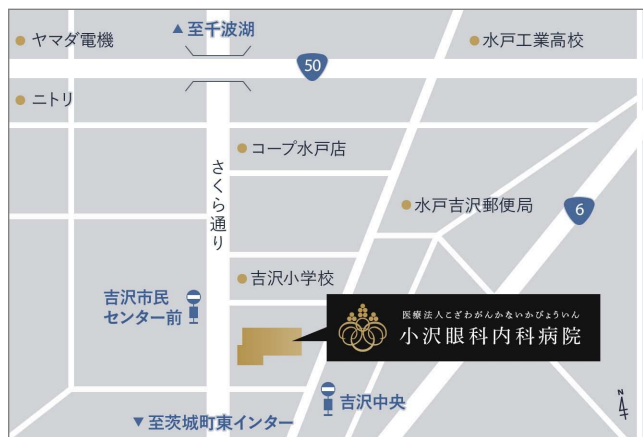 ヤマダ電機
▲至千波湖
水戸工業高校
50
ニトリ
コープ水戸店
さくら通り
水戸吉沢郵便局
6
吉沢小学校
吉沢市民
センター前
医療法人こざわがんかないかびょういん
小沢眼科内科病院
吉沢中央
▼至茨城町東インター
N